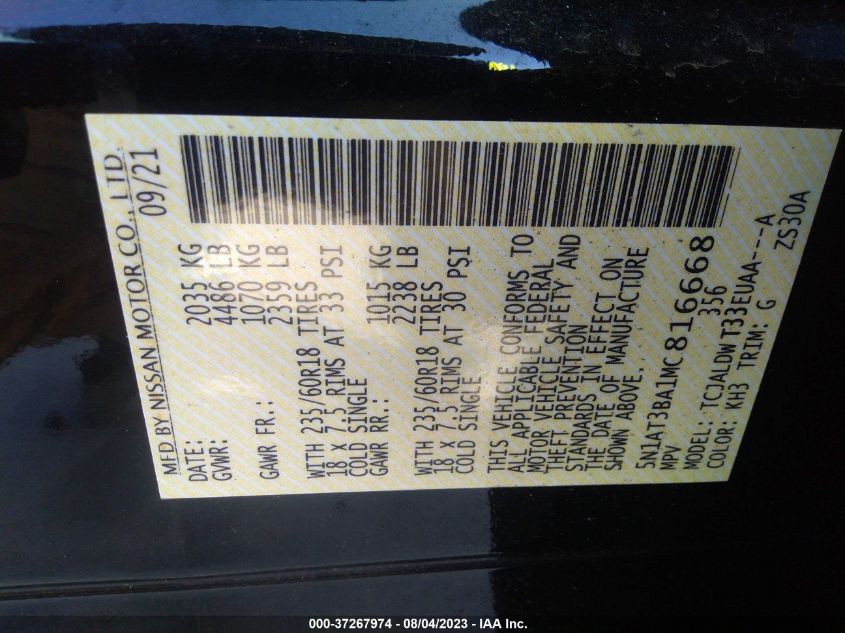 MFD BY NISSAN MOTOR CO., LTD.
DATE: 09/21
GVWR: 2035 KG
4486 LB
GAWR FR.: 1070 KG
2359 LB
WITH 235/60R18 TIRES
18 X 7.5 RIMS AT 33 PSI
COLD SINGLE
GAWR RR.: 1015 KG
2238 LB
WITH 235/60R18 TIRES
18 X 7.5 RIMS AT 30 PSI
COLD SINGLE
THIS VEHICLE CONFORMS TO
ALL APPLICABLE FEDERAL
MOTOR VEHICLE SAFETY AND
THEFT PREVENTION
STANDARDS IN EFFECT ON
THE DATE OF MANUFACTURE
SHOWN ABOVE.
5N1AT3BA1MC816668
MPV 356
MODEL: TCJALDWT33EUAA---A
COLOR: KH3 TRIM: G ZS30A
000-37267974 - 08/04/2023 - IAA Inc.